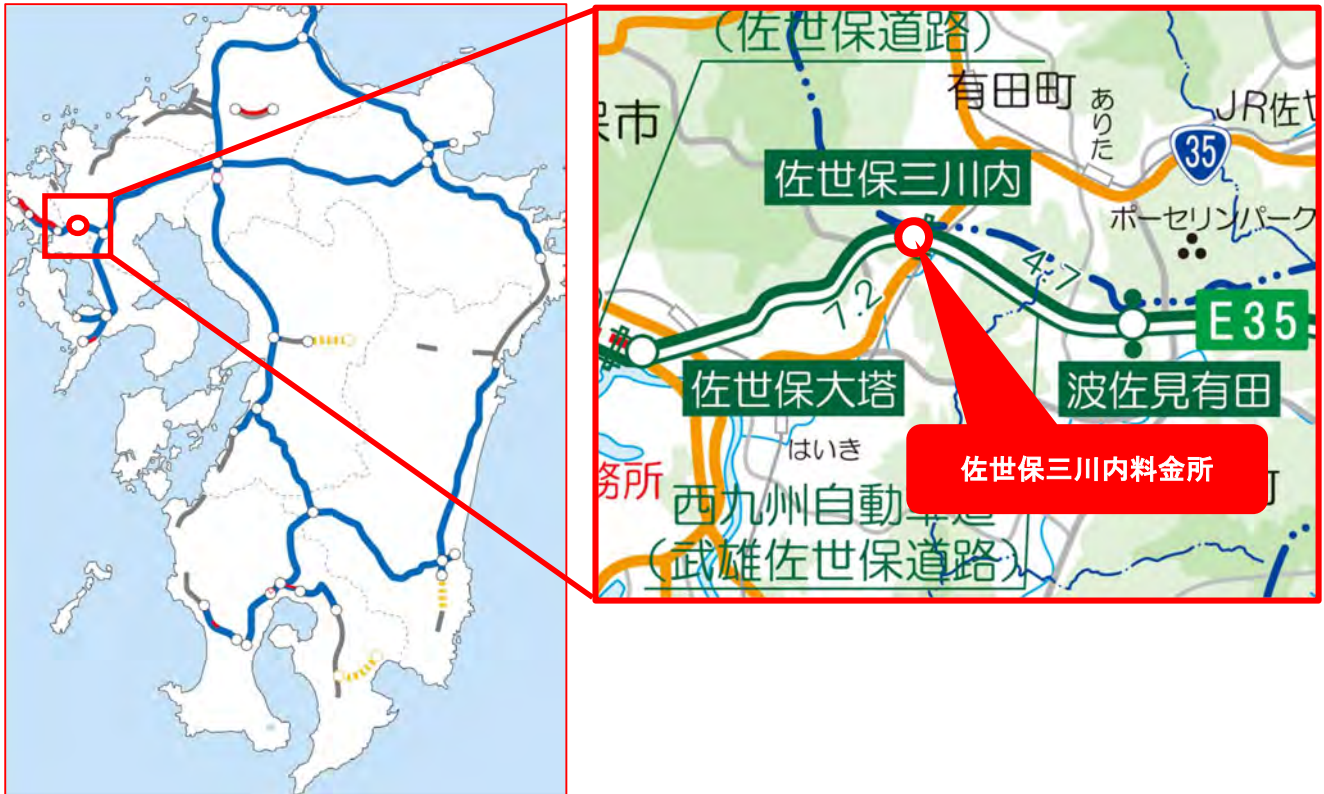 (佐世保道路)
有田町
ありた
JR佐
市
35
佐世保三川内
ポーセリンパーク
4.7
7.2
E35
佐世保大塔
波佐見有田
はいき
佐世保三川内料金所
務所
町
西九州自動車道
(武雄佐世保道路)